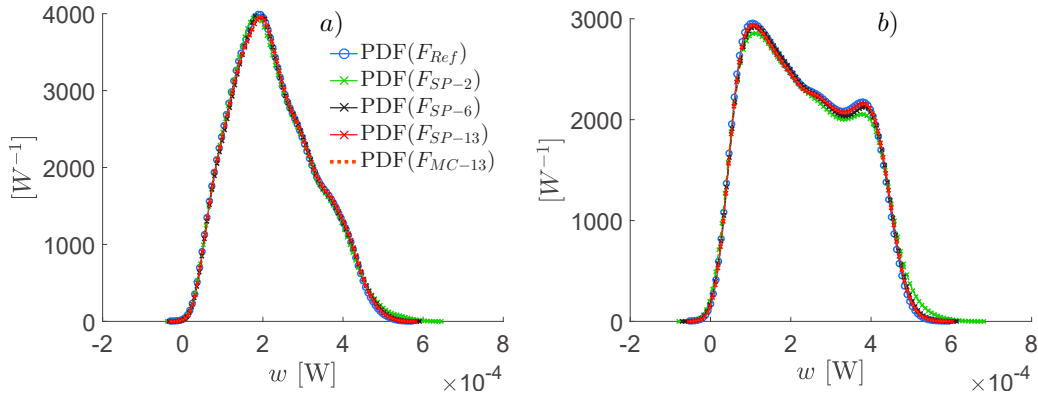 a)
4000
3000
2000
1000
0
[W⁻¹]
PDF(F_{Ref})
PDF(F_{SP-2})
PDF(F_{SP-6})
PDF(F_{SP-13})
PDF(F_{MC-13})
-2 0 2 4 6 8
w [W]
×10⁻⁴
b)
3000
2000
1000
0
[W⁻¹]
-2 0 2 4 6 8
w [W]
×10⁻⁴